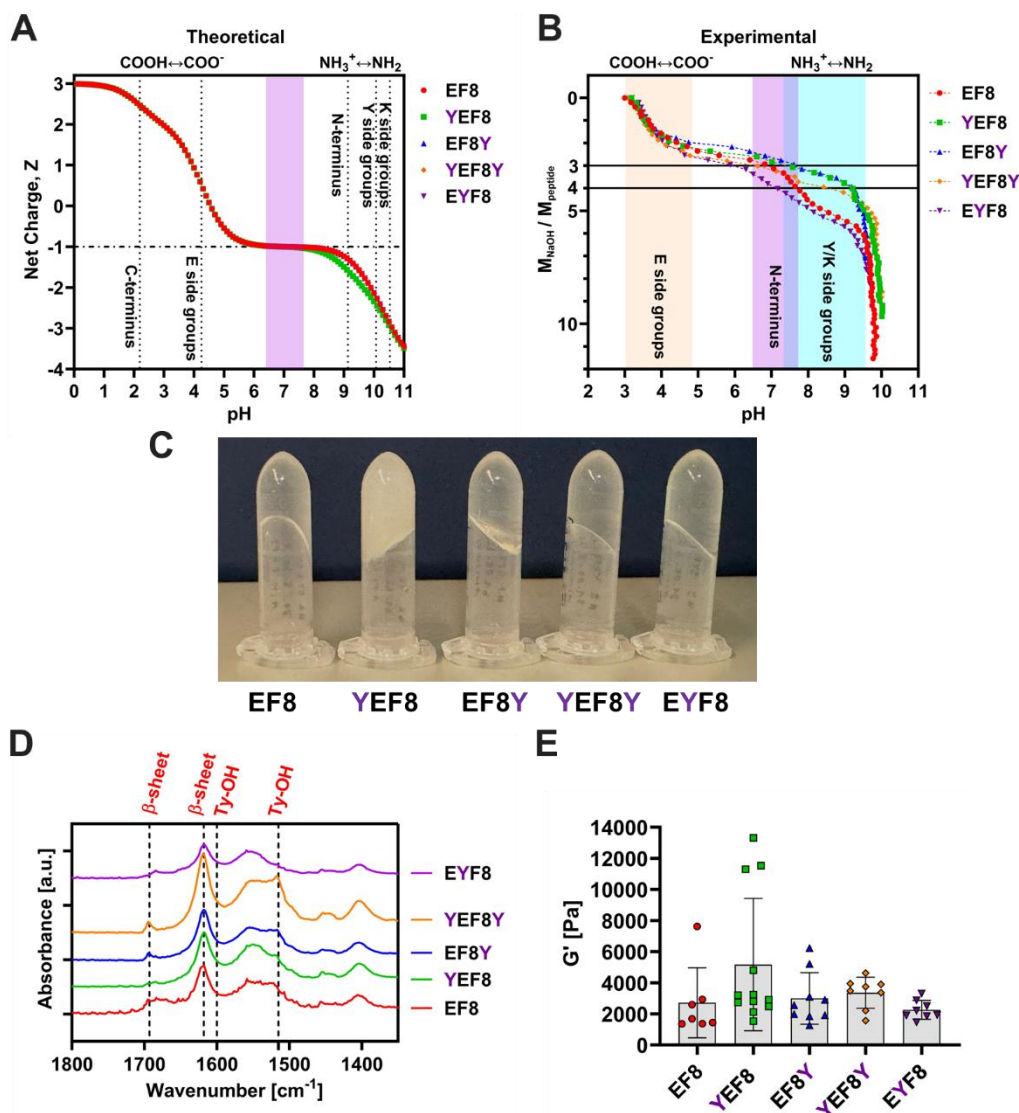 A
Theoretical
COOH↔COO⁻
NH₃⁺↔NH₂
Net Charge, Z
3
2
1
0
-1
-2
-3
-4
C-terminus
E side groups
N-terminus
Y side groups
K side groups
0 1 2 3 4 5 6 7 8 9 10 11
pH
EF8
YEF8
EF8Y
YEF8Y
EYF8
B
Experimental
COOH↔COO⁻
NH₃⁺↔NH₂
M_NaOH / M_peptide
0
3
4
5
10
E side groups
N-terminus
Y/K side groups
2 3 4 5 6 7 8 9 10 11
pH
EF8
YEF8
EF8Y
YEF8Y
EYF8
C
EF8 YEF8 EF8Y YEF8Y EYF8
D
β-sheet
β-sheet
Ty-OH
Ty-OH
Absorbance [a.u.]
EYF8
YEF8Y
EF8Y
YEF8
EF8
1800 1700 1600 1500 1400
Wavenumber [cm⁻¹]
E
G' [Pa]
14000
12000
10000
8000
6000
4000
2000
0
EF8
YEF8
EF8Y
YEF8Y
EYF8